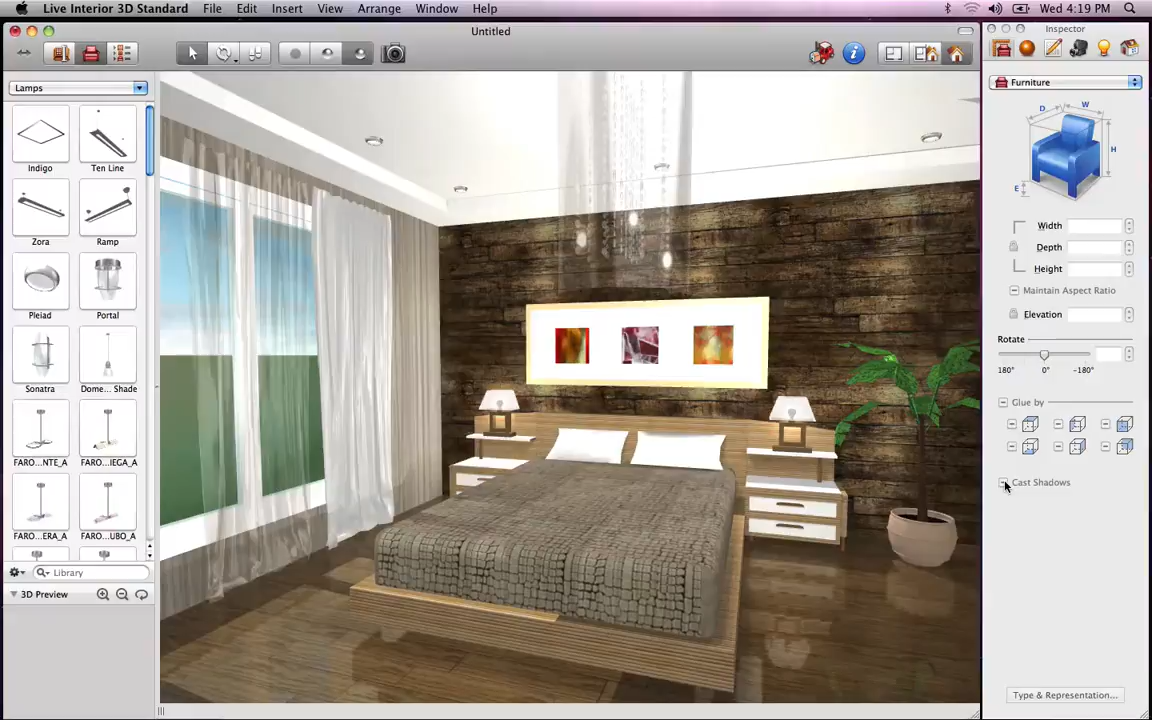 Live Interior 3D Standard File Edit Insert View Arrange Window Help Wed 4:19 PM
Untitled
Inspector
Lamps
Furniture
Indigo Ten Line
Zora Ramp
Pleiad Portal
Sonatra Dome... Shade
FARO...NTE_A FARO...IEGA_A
FARO...ERA_A FARO...UBO_A
Library
3D Preview
D W
H
E
Width
Depth
Height
Maintain Aspect Ratio
Elevation
Rotate
180° 0° -180°
Glue by
Cast Shadows
Type & Representation...